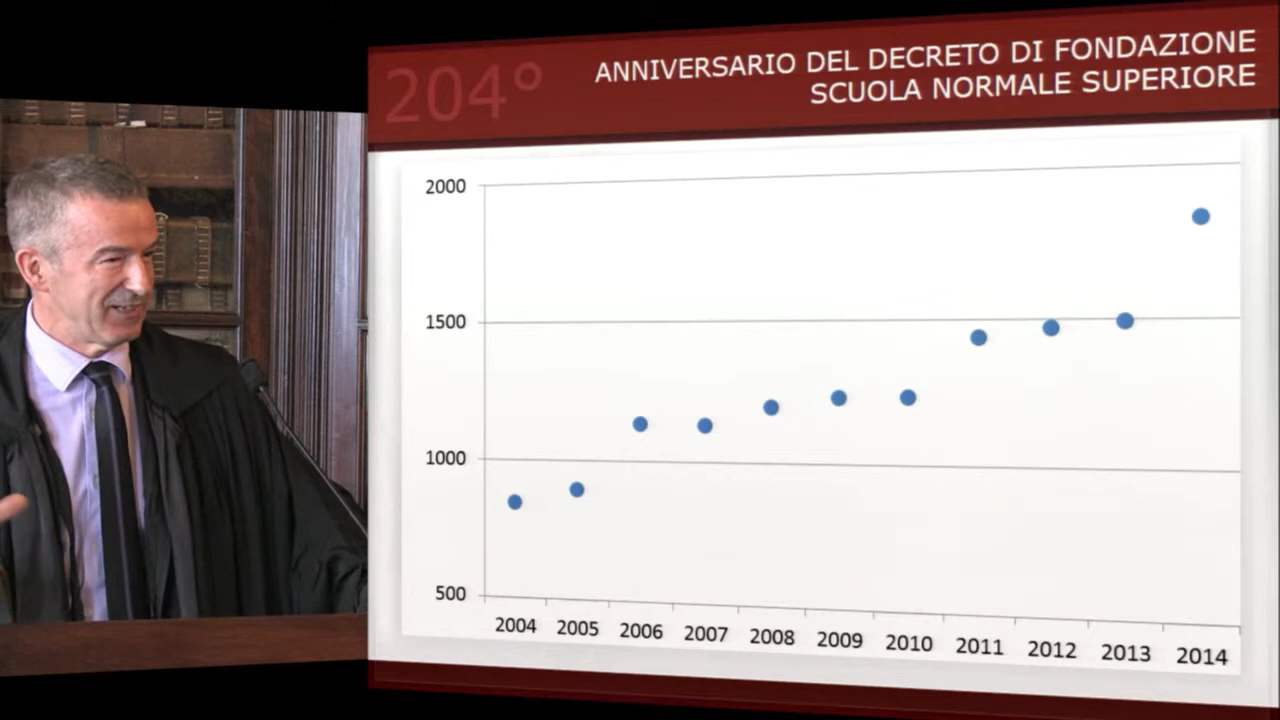 204°
ANNIVERSARIO DEL DECRETO DI FONDAZIONE
SCUOLA NORMALE SUPERIORE
2000
1500
1000
500
2004 2005 2006 2007 2008 2009 2010 2011 2012 2013 2014